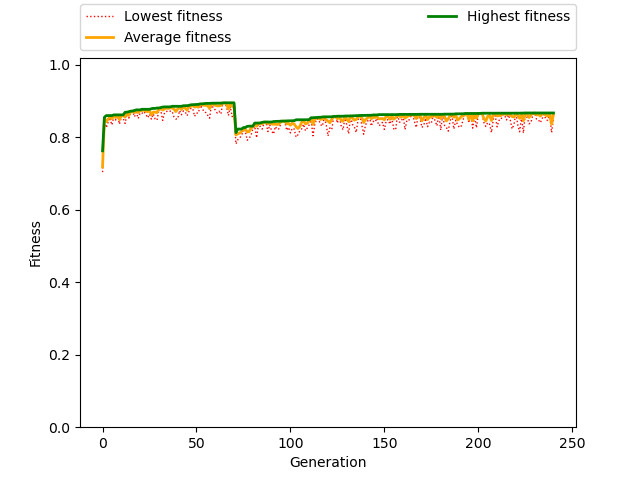 Lowest fitness
Average fitness
Highest fitness
1.0
0.8
0.6
0.4
0.2
0.0
Fitness
0 50 100 150 200 250
Generation